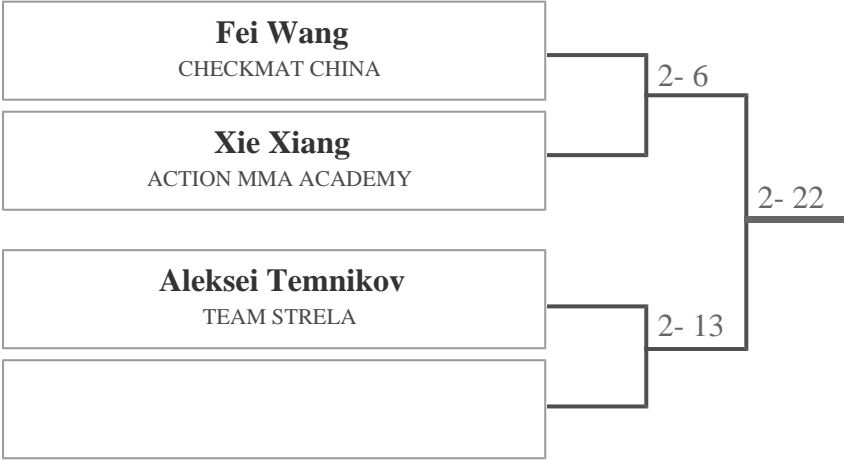 Fei Wang
CHECKMAT CHINA
2- 6
Xie Xiang
ACTION MMA ACADEMY
2- 22
Aleksei Temnikov
TEAM STRELA
2- 13